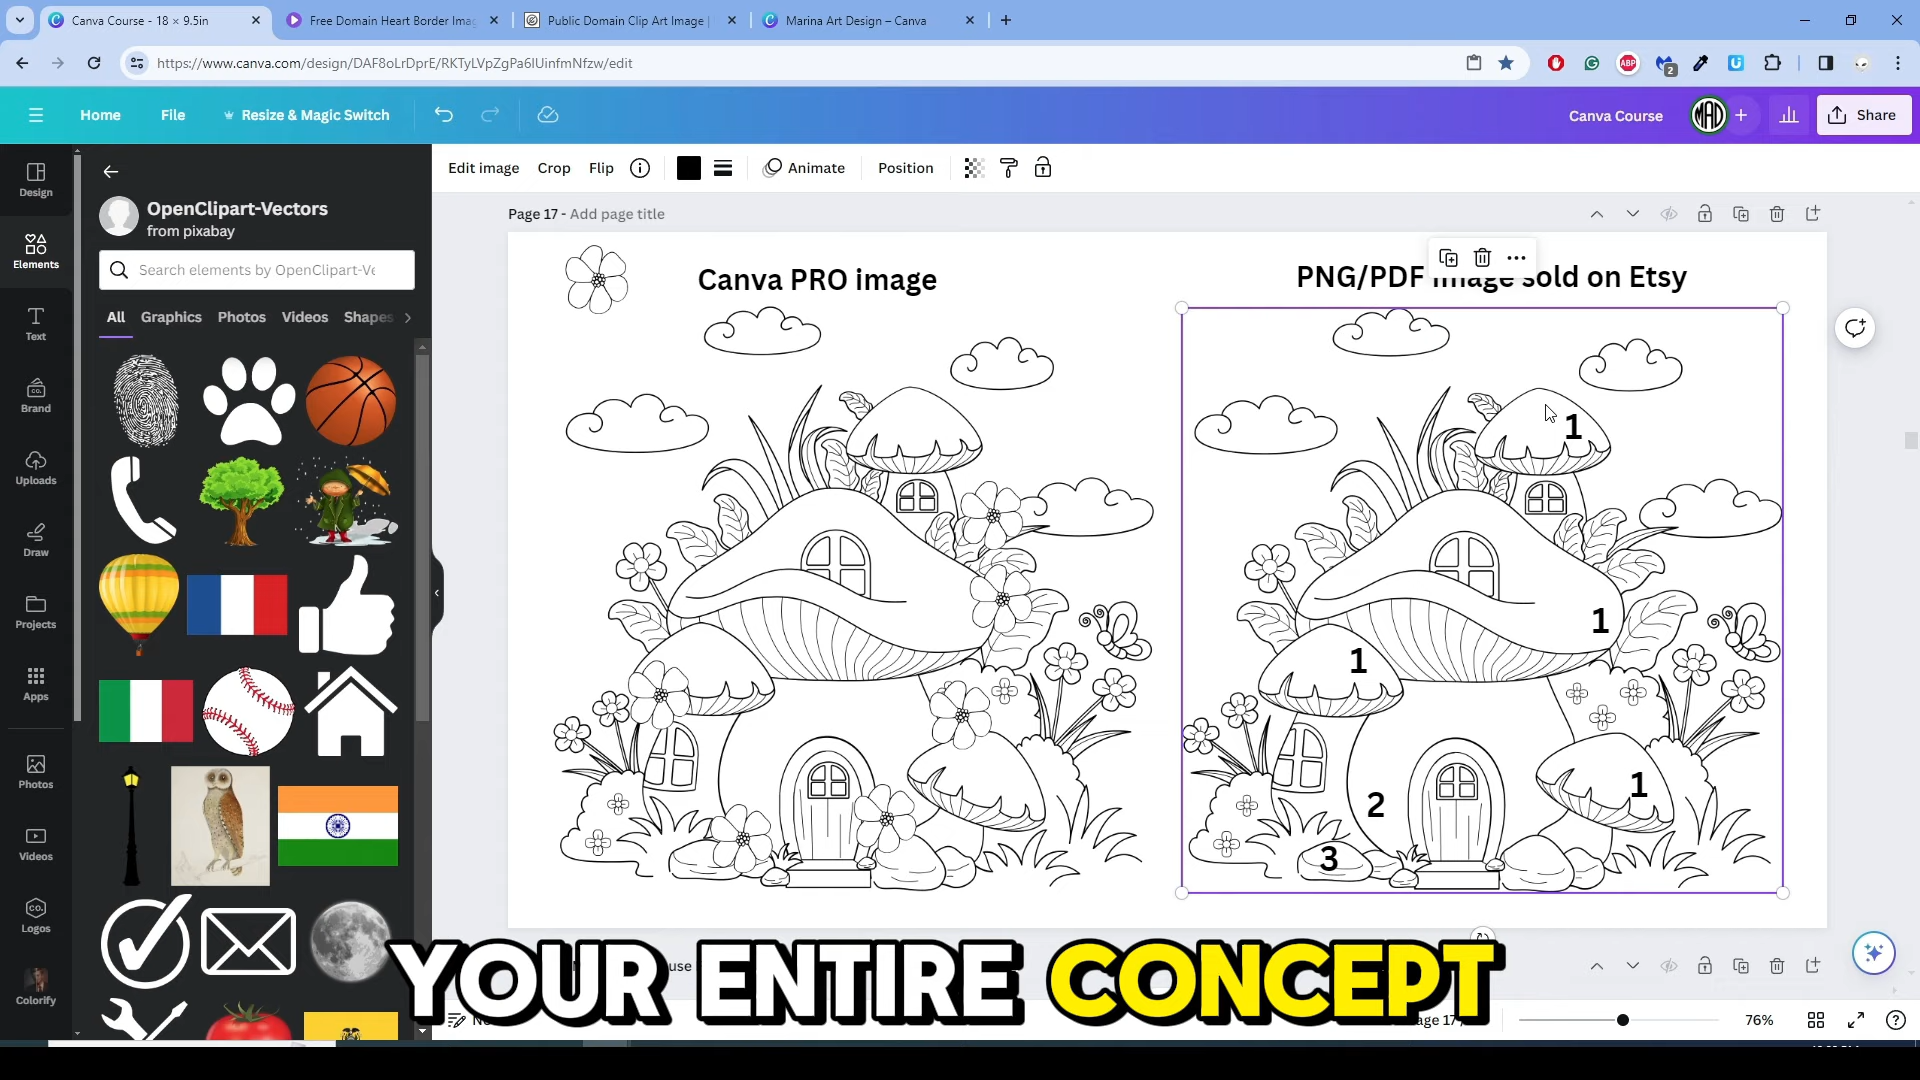 Canva Course - 18 × 9.5in
Free Domain Heart Border Imag
Public Domain Clip Art Image |
Marina Art Design – Canva
https://www.canva.com/design/DAF8oLrDprE/RKTyLVpZgPa6IUinfmNfzw/edit
ABP
2
Home
File
Resize & Magic Switch
Canva Course
MAD
Share
Design
Elements
Text
Brand
Uploads
Draw
Projects
Apps
Photos
Videos
Logos
Colorify
OpenClipart-Vectors
from pixabay
Search elements by OpenClipart-Ve
All
Graphics
Photos
Videos
Shapes
Edit image
Crop
Flip
Animate
Position
Page 17 - Add page title
Canva PRO image
PNG/PDF image sold on Etsy
1
1
1
1
2
3
YOUR ENTIRE CONCEPT
76%